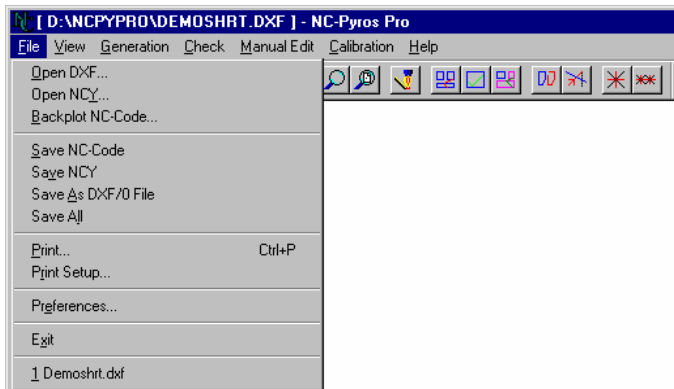 [ D:\NCPYPRO\DEMOSHRT.DXF ] - NC-Pyros Pro
File View Generation Check Manual Edit Calibration Help
Open DXF...
Open NCY...
Backplot NC-Code...
Save NC-Code
Save NCY
Save As DXF/0 File
Save All
Print... Ctrl+P
Print Setup...
Preferences...
Exit
1 Demoshrt.dxf